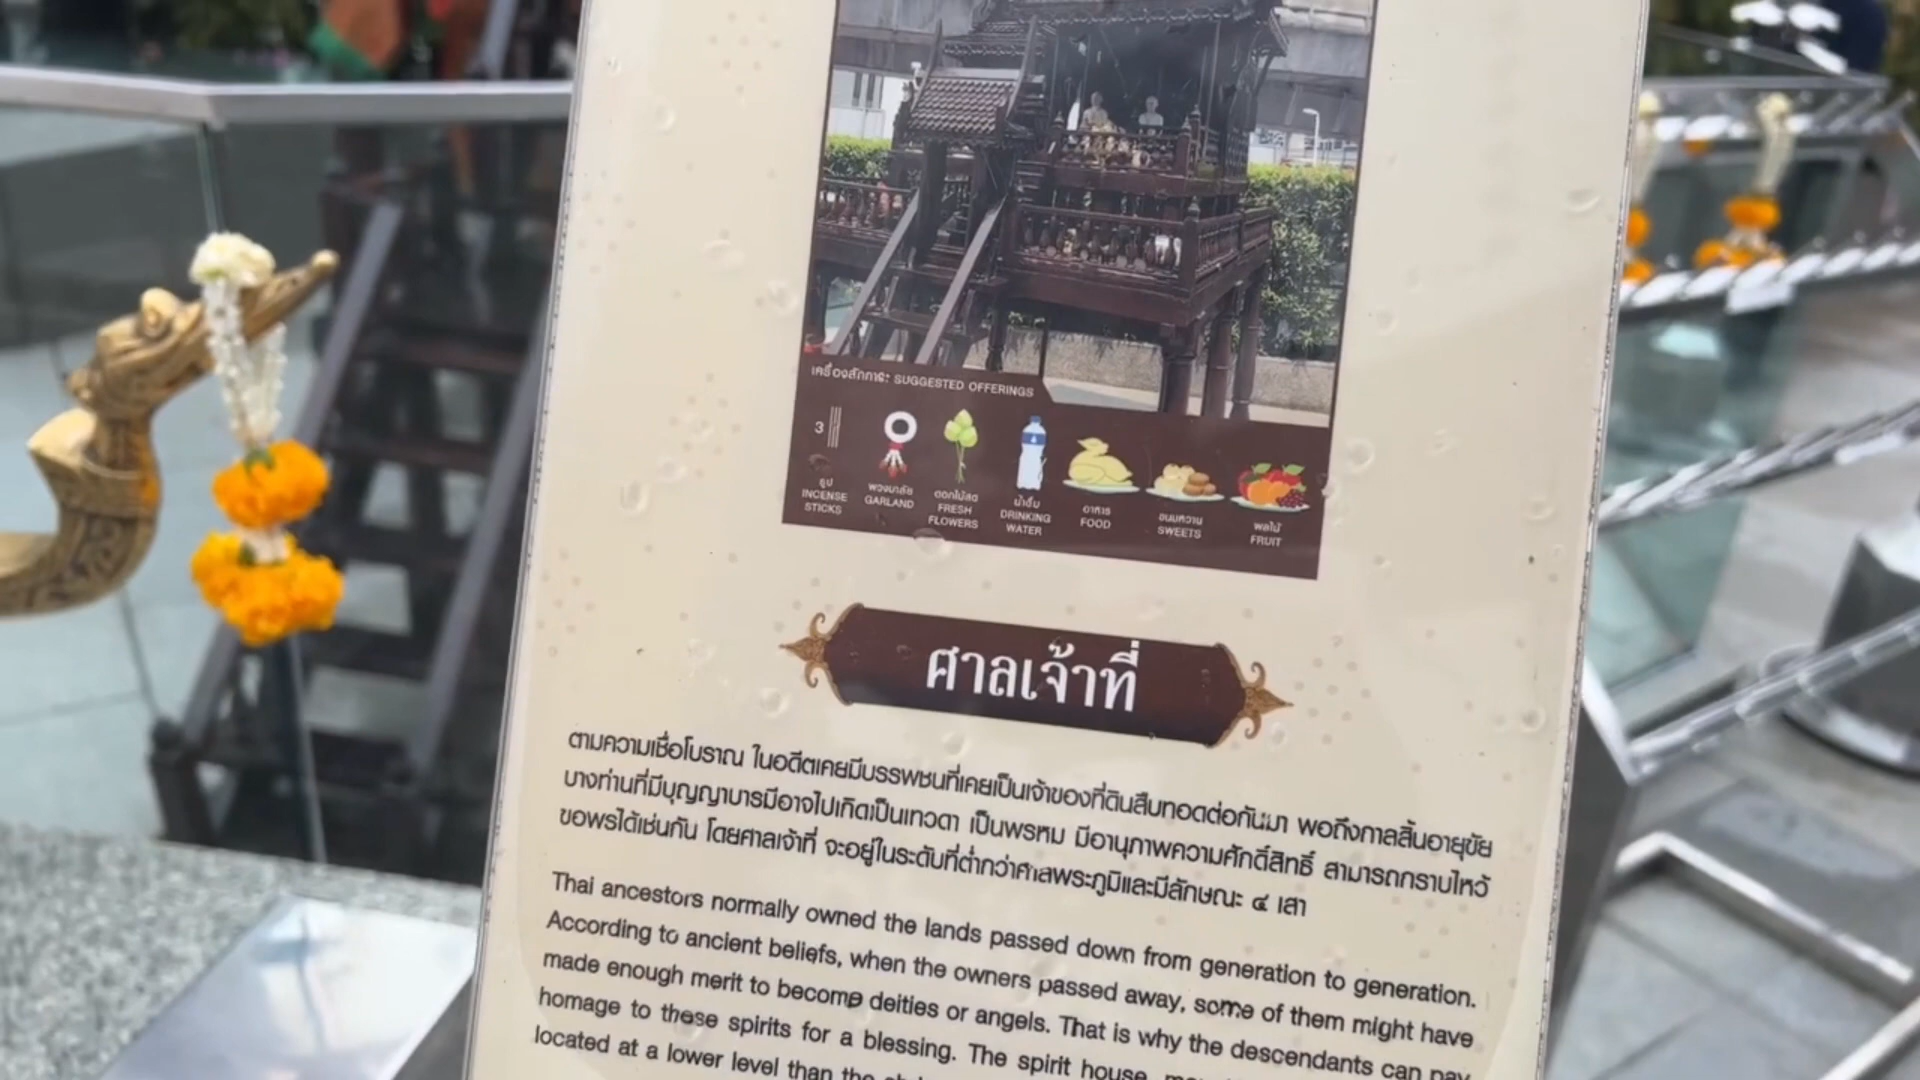 เครื่องสักการะ SUGGESTED OFFERINGS
3
ธูป
INCENSE
STICKS
พวงมาลัย
GARLAND
ดอกไม้สด
FRESH
FLOWERS
น้ำดื่ม
DRINKING
WATER
อาหาร
FOOD
ขนมหวาน
SWEETS
ผลไม้
FRUIT
ศาลเจ้าที่
ตามความเชื่อโบราณ ในอดีตเคยมีบรรพชนที่เคยเป็นเจ้าของที่ดินสืบทอดต่อกันมา พอถึงกาลสิ้นอายุขัย
บางท่านที่มีบุญญาบารมีอาจไปเกิดเป็นเทวดา เป็นพรหม มีอานุภาพความศักดิ์สิทธิ์ สามารถกราบไหว้
ขอพรได้เช่นกัน โดยศาลเจ้าที่ จะอยู่ในระดับที่ต่ำกว่าศาลพระภูมิและมีลักษณะ ๔ เสา
Thai ancestors normally owned the lands passed down from generation to generation.
According to ancient beliefs, when the owners passed away, some of them might have
made enough merit to become deities or angels. That is why the descendants can pay
homage to these spirits for a blessing. The spirit house,
located at a lower level than the